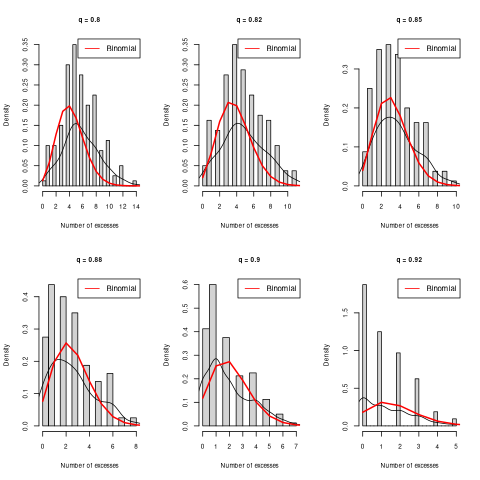 q = 0.8
Binomial
Density
0.00 0.05 0.10 0.15 0.20 0.25 0.30 0.35
0 2 4 6 8 10 12 14
Number of excesses
q = 0.82
Binomial
Density
0.00 0.05 0.10 0.15 0.20 0.25 0.30 0.35
0 2 4 6 8 10
Number of excesses
q = 0.85
Binomial
Density
0.0 0.1 0.2 0.3
0 2 4 6 8 10
Number of excesses
q = 0.88
Binomial
Density
0.0 0.1 0.2 0.3 0.4
0 2 4 6 8
Number of excesses
q = 0.9
Binomial
Density
0.0 0.1 0.2 0.3 0.4 0.5 0.6
0 1 2 3 4 5 6 7
Number of excesses
q = 0.92
Binomial
Density
0.0 0.5 1.0 1.5
0 1 2 3 4 5
Number of excesses